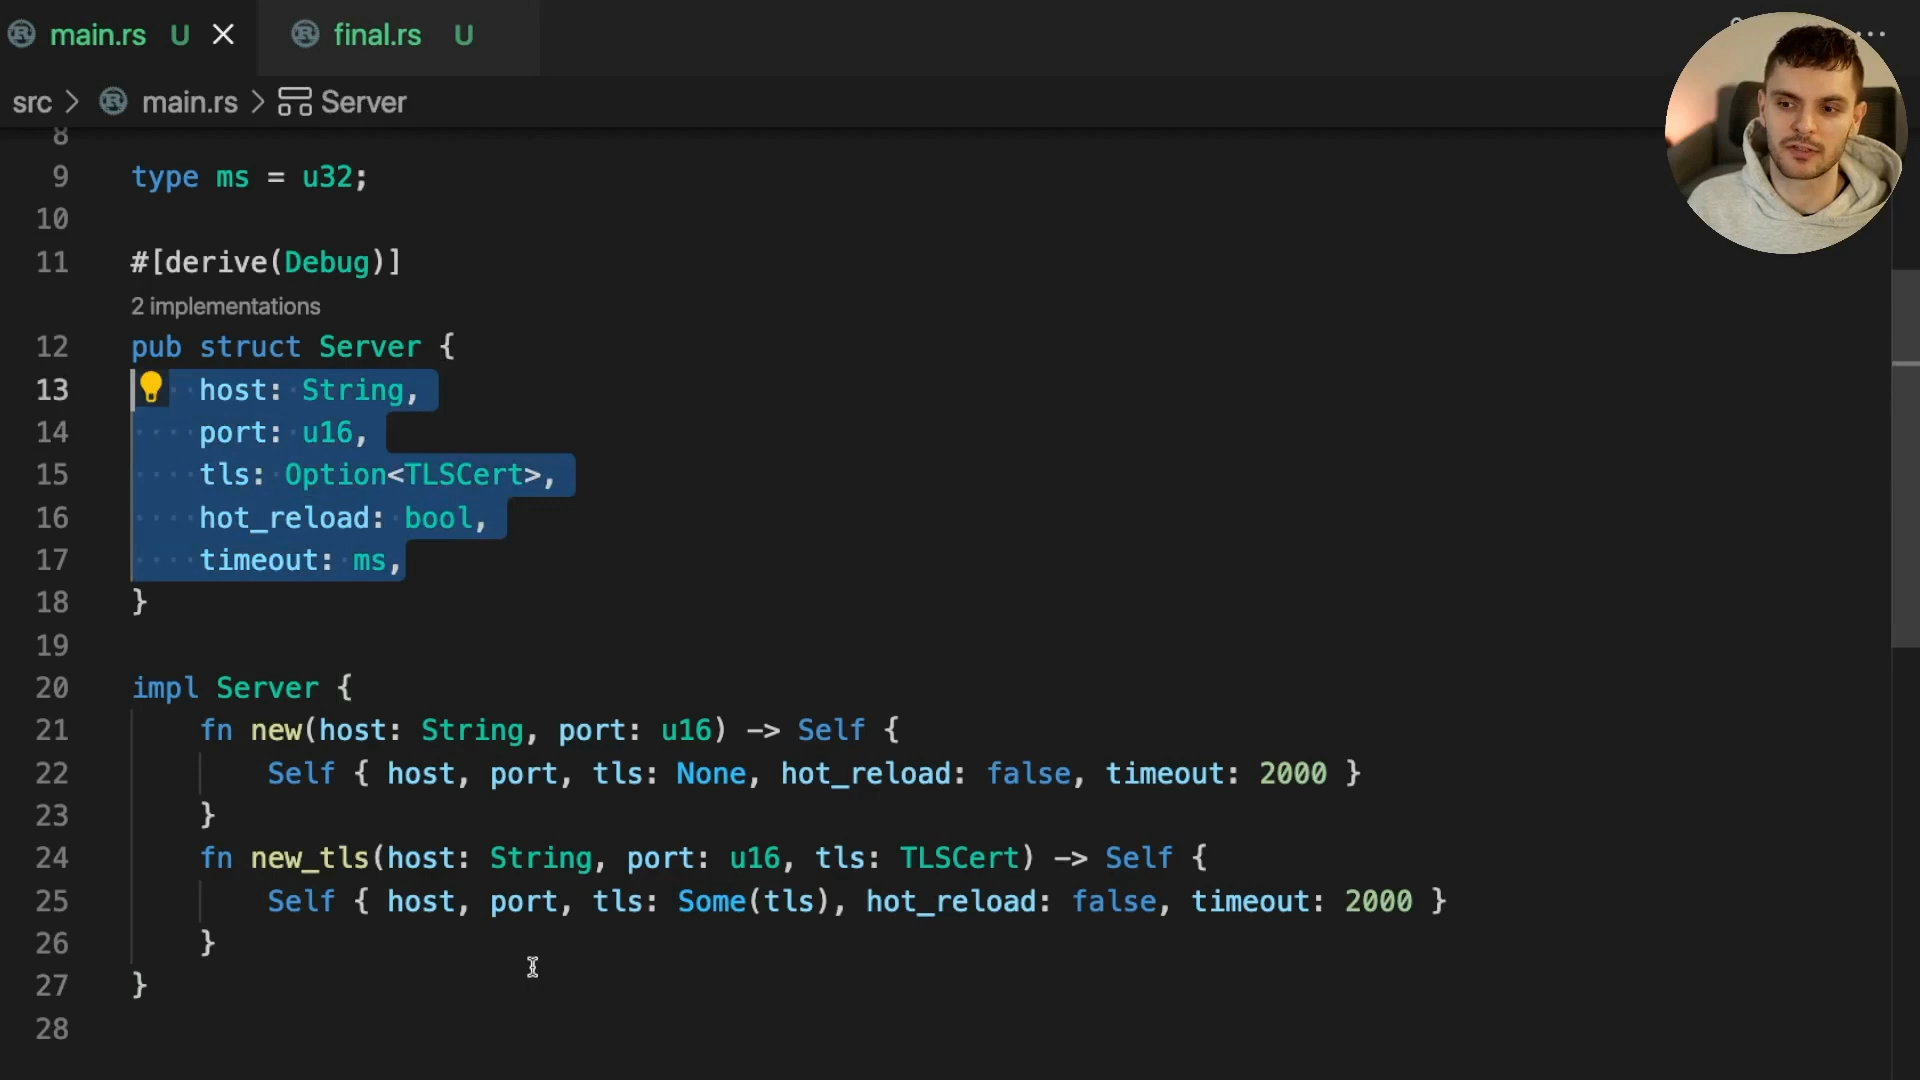 main.rs U
final.rs U
src > main.rs > Server
8
9 type ms = u32;
10
11 #[derive(Debug)]
2 implementations
12 pub struct Server {
13 host: String,
14 port: u16,
15 tls: Option<TLSCert>,
16 hot_reload: bool,
17 timeout: ms,
18 }
19
20 impl Server {
21 fn new(host: String, port: u16) -> Self {
22 Self { host, port, tls: None, hot_reload: false, timeout: 2000 }
23 }
24 fn new_tls(host: String, port: u16, tls: TLSCert) -> Self {
25 Self { host, port, tls: Some(tls), hot_reload: false, timeout: 2000 }
26 }
27 }
28